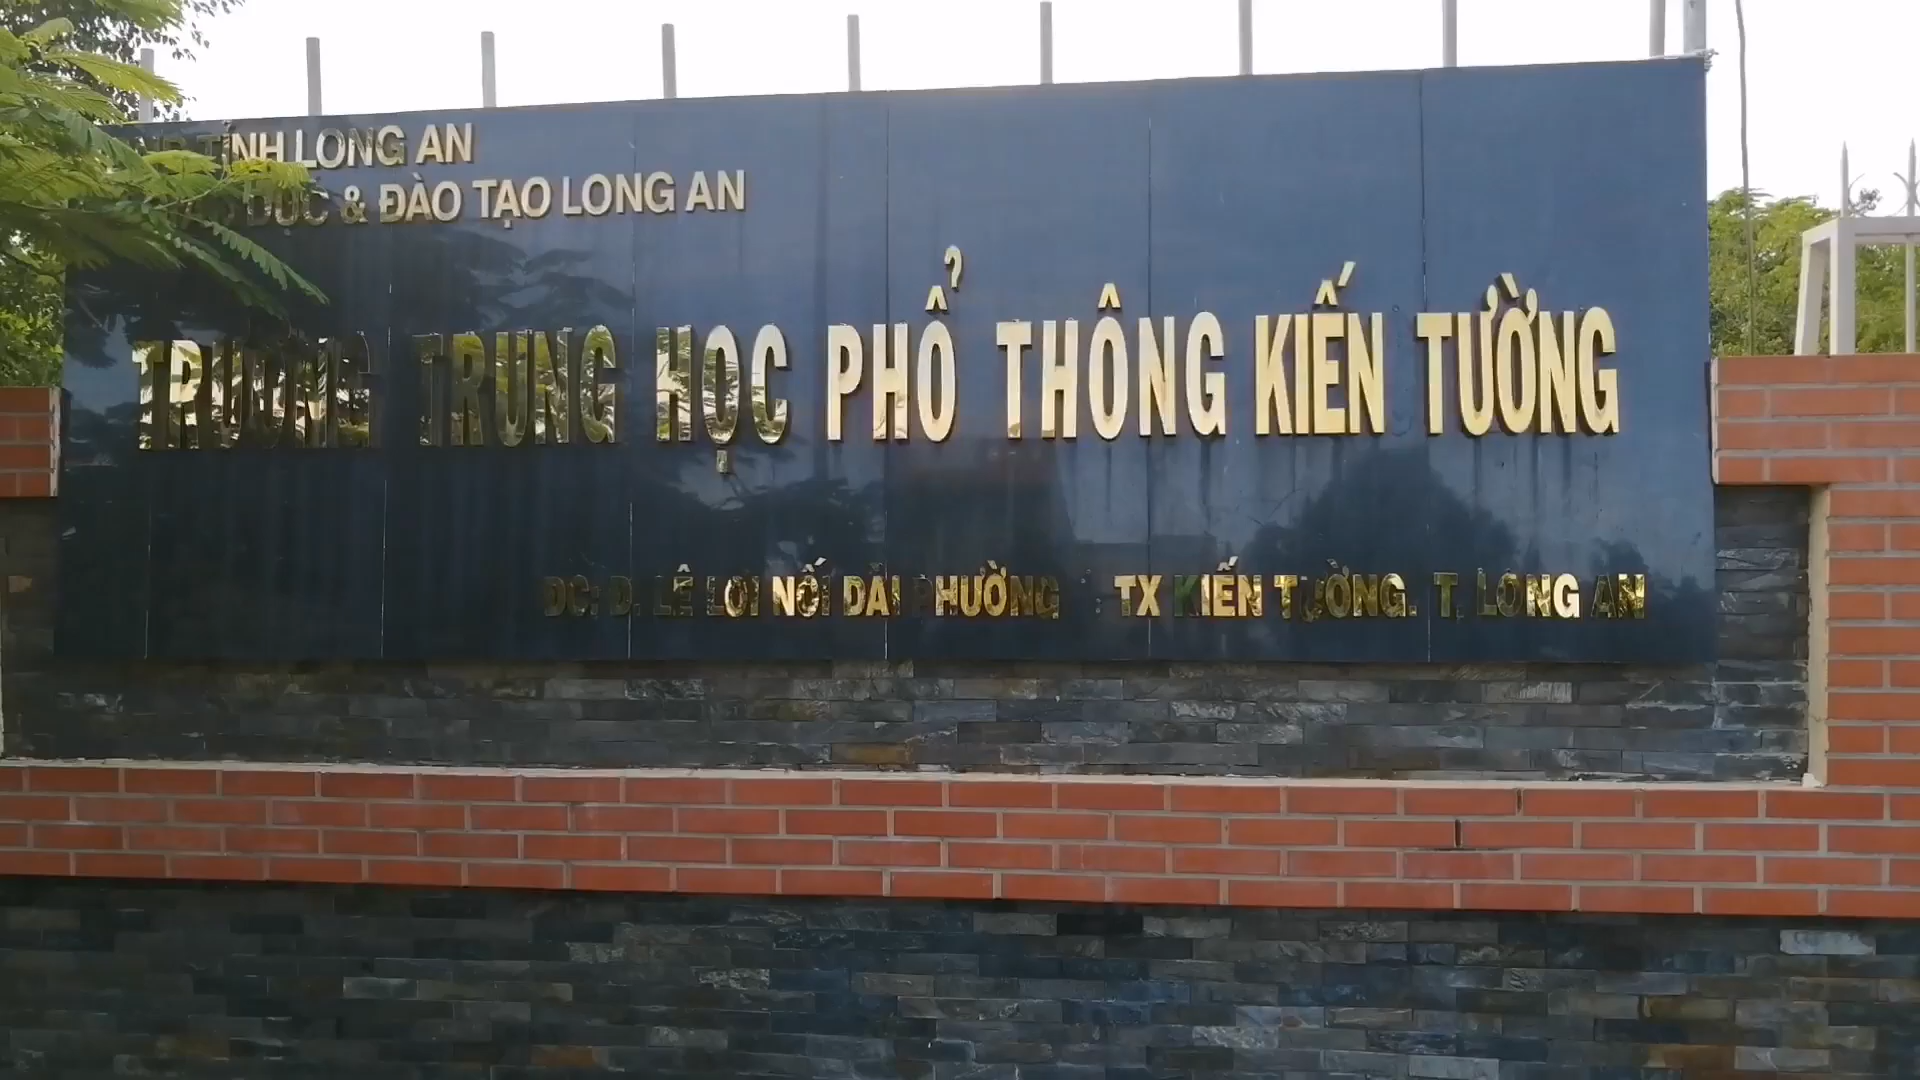 TỈNH LONG AN
DỤC & ĐÀO TẠO LONG AN
TRƯỜNG TRUNG HỌC PHỔ THÔNG KIẾN TƯỜNG
ĐC: Đ. LÊ LỢI NỐI DÀI PHƯỜNG TX KIẾN TƯỜNG. T. LONG AN